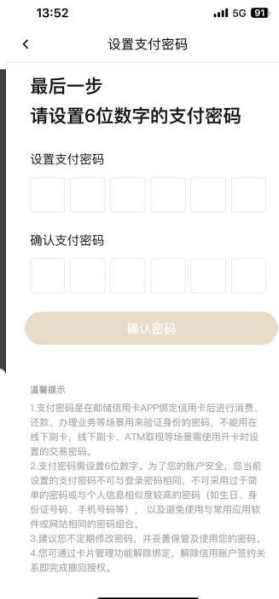 13:52
5G 91
设置支付密码
最后一步
请设置6位数字的支付密码
设置支付密码
确认支付密码
确认密码
温馨提示
1.支付密码是在邮储信用卡APP绑定信用卡后进行消费、
还款、办理业务等场景用来验证身份的密码，不能用在
线下刷卡，线下刷卡、ATM取现等场景需使用开卡时设
置的交易密码。
2.支付密码需设置6位数字。为了您的账户安全，您当前
设置的支付密码不可与登录密码相同，不可采用过于简
单的密码或与个人信息相似度较高的密码（如生日、身
份证号码、手机号码等），以及避免使用与常用应用软
件或网站相同的密码组合。
3.建议您不定期修改密码，并妥善保管及使用您的密码。
4.您可通过卡片管理功能解除绑定，解除信用账户签约关
系即完成撤回授权。